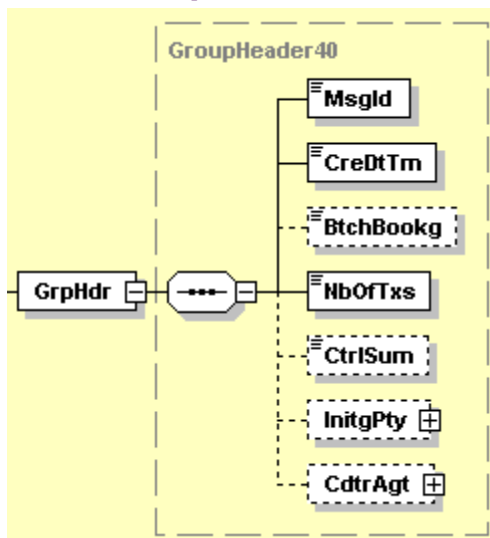 GroupHeader40
MsgId
CreDtTm
BtchBookg
GrpHdr
NbOfTxs
CtrlSum
InitgPty
CdtrAgt